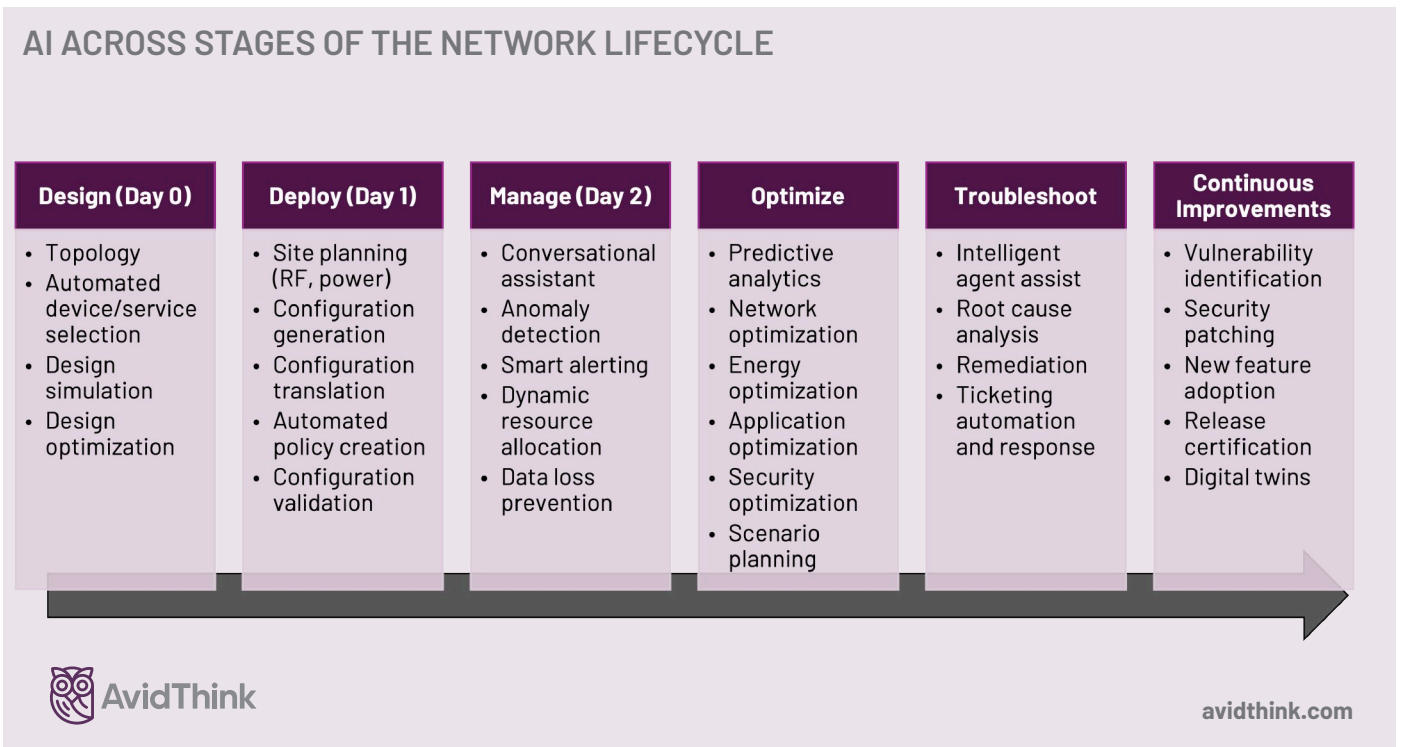 AI ACROSS STAGES OF THE NETWORK LIFECYCLE
Design (Day 0)
• Topology
• Automated
device/service
selection
• Design
simulation
• Design
optimization
Deploy (Day 1)
• Site planning
(RF, power)
• Configuration
generation
• Configuration
translation
• Automated
policy creation
• Configuration
validation
Manage (Day 2)
• Conversational
assistant
• Anomaly
detection
• Smart alerting
• Dynamic
resource
allocation
• Data loss
prevention
Optimize
• Predictive
analytics
• Network
optimization
• Energy
optimization
• Application
optimization
• Security
optimization
• Scenario
planning
Troubleshoot
• Intelligent
agent assist
• Root cause
analysis
• Remediation
• Ticketing
automation
and response
Continuous
Improvements
• Vulnerability
identification
• Security
patching
• New feature
adoption
• Release
certification
• Digital twins
AvidThink
avidthink.com